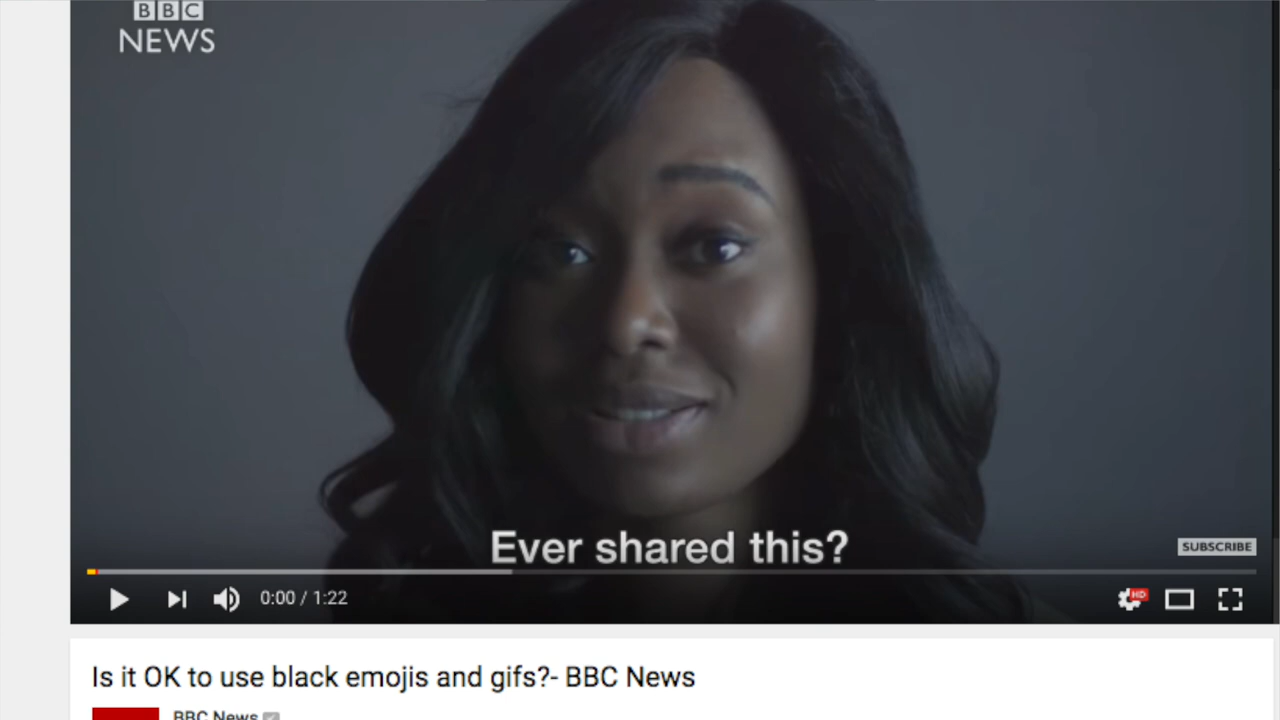 BBC
NEWS
Ever shared this?
SUBSCRIBE
0:00 / 1:22
HD
Is it OK to use black emojis and gifs?- BBC News
BBC News